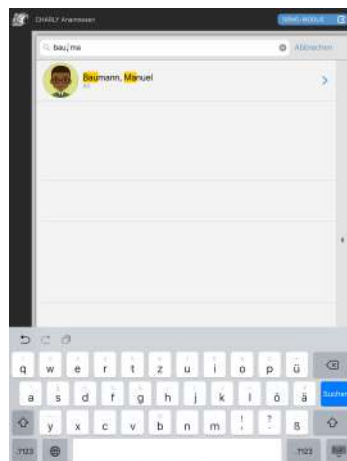 CHARLY Anamnesen
DEMO-MODUS
bau, ma
Abbrechen
Baumann, Manuel
q w e r t z u i o p ü
a s d f g h j k l ö ä
Suchen
y x c v b n m ! ? ß
, .
.?123
.?123